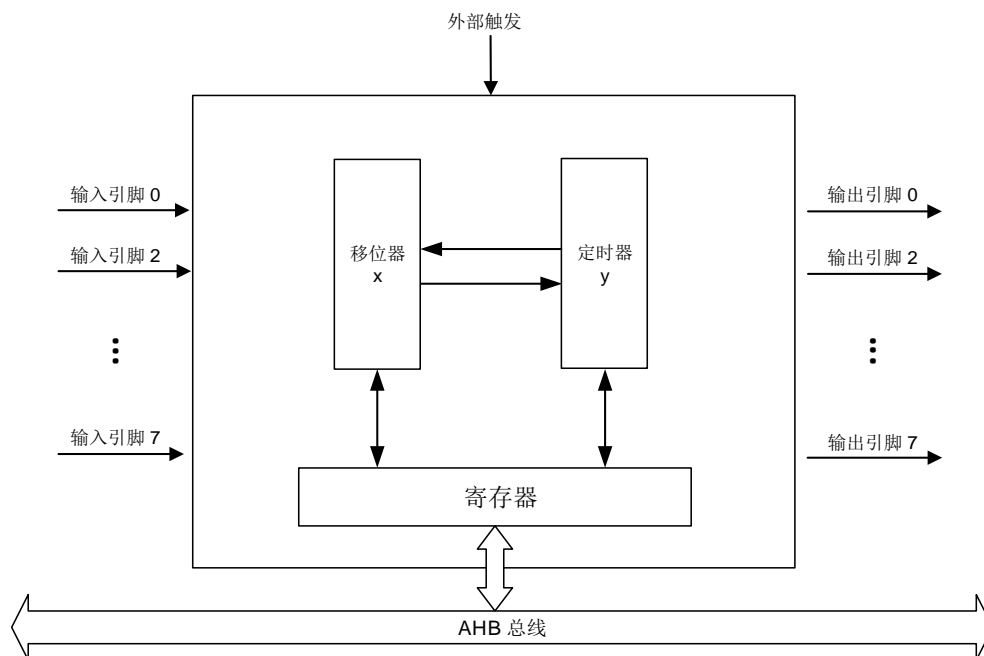 外部触发
输入引脚 0
输出引脚 0
移位器
x
定时器
y
输入引脚 2
输出引脚 2
输入引脚 7
输出引脚 7
寄存器
AHB 总线